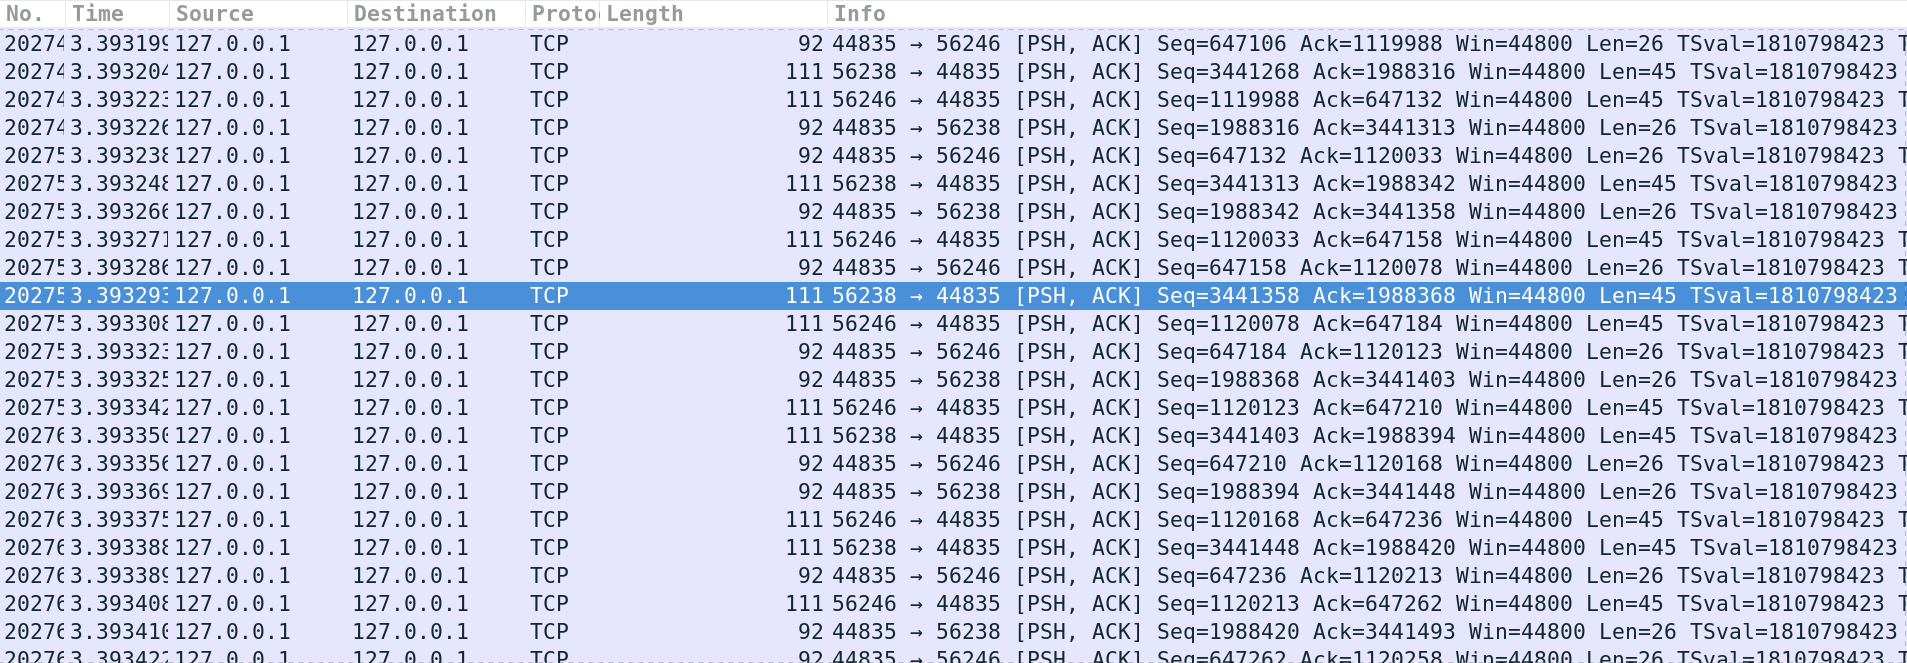 No. Time Source Destination Proto Length Info
20274 3.393199 127.0.0.1 127.0.0.1 TCP 92 44835 → 56246 [PSH, ACK] Seq=647106 Ack=1119988 Win=44800 Len=26 TSval=1810798423 T
20274 3.393204 127.0.0.1 127.0.0.1 TCP 111 56238 → 44835 [PSH, ACK] Seq=3441268 Ack=1988316 Win=44800 Len=45 TSval=1810798423
20274 3.393223 127.0.0.1 127.0.0.1 TCP 111 56246 → 44835 [PSH, ACK] Seq=1119988 Ack=647132 Win=44800 Len=45 TSval=1810798423 T
20274 3.393226 127.0.0.1 127.0.0.1 TCP 92 44835 → 56238 [PSH, ACK] Seq=1988316 Ack=3441313 Win=44800 Len=26 TSval=1810798423
20275 3.393238 127.0.0.1 127.0.0.1 TCP 92 44835 → 56246 [PSH, ACK] Seq=647132 Ack=1120033 Win=44800 Len=26 TSval=1810798423 T
20275 3.393248 127.0.0.1 127.0.0.1 TCP 111 56238 → 44835 [PSH, ACK] Seq=3441313 Ack=1988342 Win=44800 Len=45 TSval=1810798423
20275 3.393266 127.0.0.1 127.0.0.1 TCP 92 44835 → 56238 [PSH, ACK] Seq=1988342 Ack=3441358 Win=44800 Len=26 TSval=1810798423
20275 3.393271 127.0.0.1 127.0.0.1 TCP 111 56246 → 44835 [PSH, ACK] Seq=1120033 Ack=647158 Win=44800 Len=45 TSval=1810798423 T
20275 3.393286 127.0.0.1 127.0.0.1 TCP 92 44835 → 56246 [PSH, ACK] Seq=647158 Ack=1120078 Win=44800 Len=26 TSval=1810798423 T
20275 3.393293 127.0.0.1 127.0.0.1 TCP 111 56238 → 44835 [PSH, ACK] Seq=3441358 Ack=1988368 Win=44800 Len=45 TSval=1810798423
20275 3.393308 127.0.0.1 127.0.0.1 TCP 111 56246 → 44835 [PSH, ACK] Seq=1120078 Ack=647184 Win=44800 Len=45 TSval=1810798423 T
20275 3.393323 127.0.0.1 127.0.0.1 TCP 92 44835 → 56246 [PSH, ACK] Seq=647184 Ack=1120123 Win=44800 Len=26 TSval=1810798423 T
20275 3.393325 127.0.0.1 127.0.0.1 TCP 92 44835 → 56238 [PSH, ACK] Seq=1988368 Ack=3441403 Win=44800 Len=26 TSval=1810798423
20275 3.393342 127.0.0.1 127.0.0.1 TCP 111 56246 → 44835 [PSH, ACK] Seq=1120123 Ack=647210 Win=44800 Len=45 TSval=1810798423 T
20276 3.393350 127.0.0.1 127.0.0.1 TCP 111 56238 → 44835 [PSH, ACK] Seq=3441403 Ack=1988394 Win=44800 Len=45 TSval=1810798423
20276 3.393356 127.0.0.1 127.0.0.1 TCP 92 44835 → 56246 [PSH, ACK] Seq=647210 Ack=1120168 Win=44800 Len=26 TSval=1810798423 T
20276 3.393369 127.0.0.1 127.0.0.1 TCP 92 44835 → 56238 [PSH, ACK] Seq=1988394 Ack=3441448 Win=44800 Len=26 TSval=1810798423
20276 3.393375 127.0.0.1 127.0.0.1 TCP 111 56246 → 44835 [PSH, ACK] Seq=1120168 Ack=647236 Win=44800 Len=45 TSval=1810798423 T
20276 3.393388 127.0.0.1 127.0.0.1 TCP 111 56238 → 44835 [PSH, ACK] Seq=3441448 Ack=1988420 Win=44800 Len=45 TSval=1810798423
20276 3.393389 127.0.0.1 127.0.0.1 TCP 92 44835 → 56246 [PSH, ACK] Seq=647236 Ack=1120213 Win=44800 Len=26 TSval=1810798423 T
20276 3.393408 127.0.0.1 127.0.0.1 TCP 111 56246 → 44835 [PSH, ACK] Seq=1120213 Ack=647262 Win=44800 Len=45 TSval=1810798423 T
20276 3.393410 127.0.0.1 127.0.0.1 TCP 92 44835 → 56238 [PSH, ACK] Seq=1988420 Ack=3441493 Win=44800 Len=26 TSval=1810798423
20276 3.393422 127.0.0.1 127.0.0.1 TCP 92 44835 → 56246 [PSH, ACK] Seq=647262 Ack=1120258 Win=44800 Len=26 TSval=1810798423 T